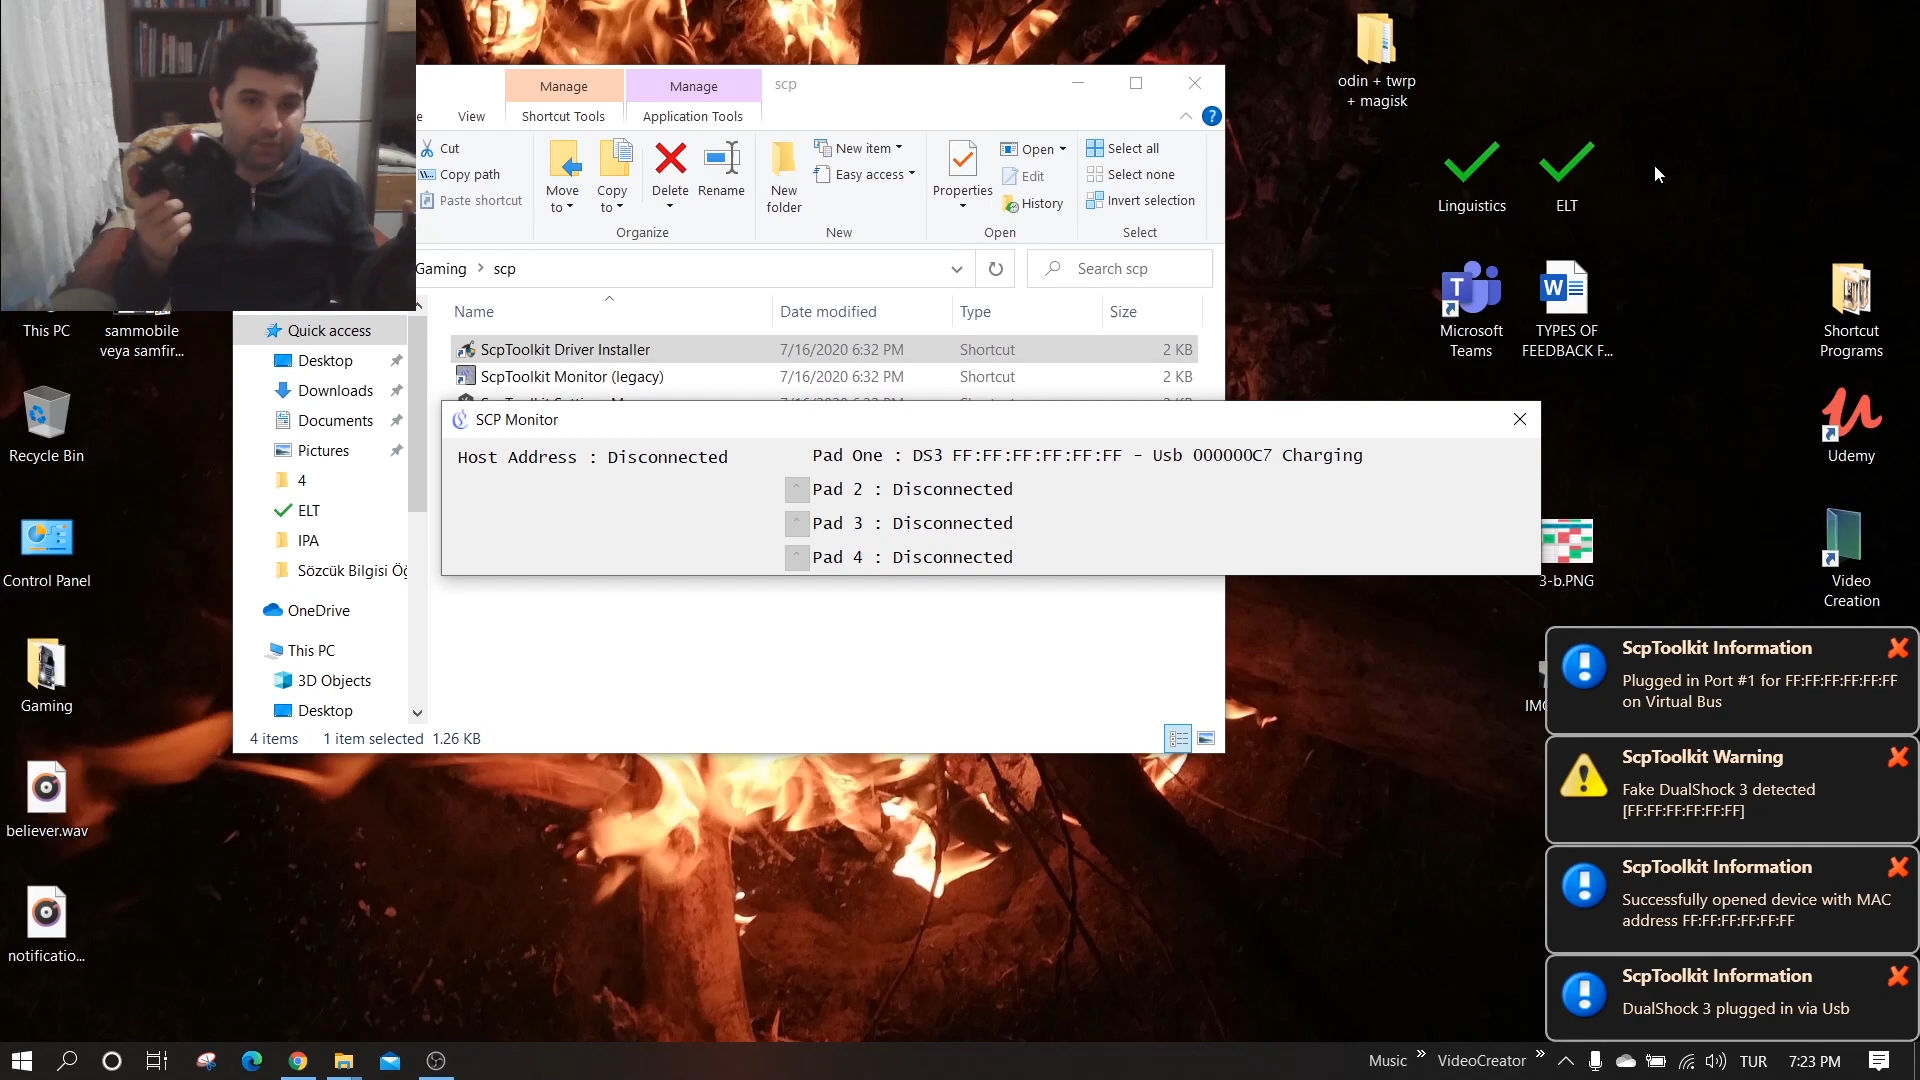 Manage
Manage
scp
View
Shortcut Tools
Application Tools
Cut
Copy path
Paste shortcut
Move to
Copy to
Delete
Rename
Organize
New folder
New item
Easy access
New
Properties
Open
Edit
History
Open
Select all
Select none
Invert selection
Select
Gaming > scp
Search scp
Name
Date modified
Type
Size
ScpToolkit Driver Installer
7/16/2020 6:32 PM
Shortcut
2 KB
ScpToolkit Monitor (legacy)
7/16/2020 6:32 PM
Shortcut
2 KB
Quick access
Desktop
Downloads
Documents
Pictures
4
ELT
IPA
Sözcük Bilgisi Öğ
OneDrive
This PC
3D Objects
Desktop
4 items
1 item selected 1.26 KB
SCP Monitor
Host Address : Disconnected
Pad One : DS3 FF:FF:FF:FF:FF:FF - Usb 000000C7 Charging
Pad 2 : Disconnected
Pad 3 : Disconnected
Pad 4 : Disconnected
This PC
sammobile
veya samfir...
Recycle Bin
Control Panel
Gaming
believer.wav
notificatio...
odin + twrp
+ magisk
Linguistics
ELT
Microsoft
Teams
TYPES OF
FEEDBACK F...
Shortcut
Programs
Udemy
3-b.PNG
Video
Creation
ScpToolkit Information
Plugged in Port #1 for FF:FF:FF:FF:FF:FF
on Virtual Bus
ScpToolkit Warning
Fake DualShock 3 detected
[FF:FF:FF:FF:FF:FF]
ScpToolkit Information
Successfully opened device with MAC
address FF:FF:FF:FF:FF:FF
ScpToolkit Information
DualShock 3 plugged in via Usb
Music
VideoCreator
TUR
7:23 PM